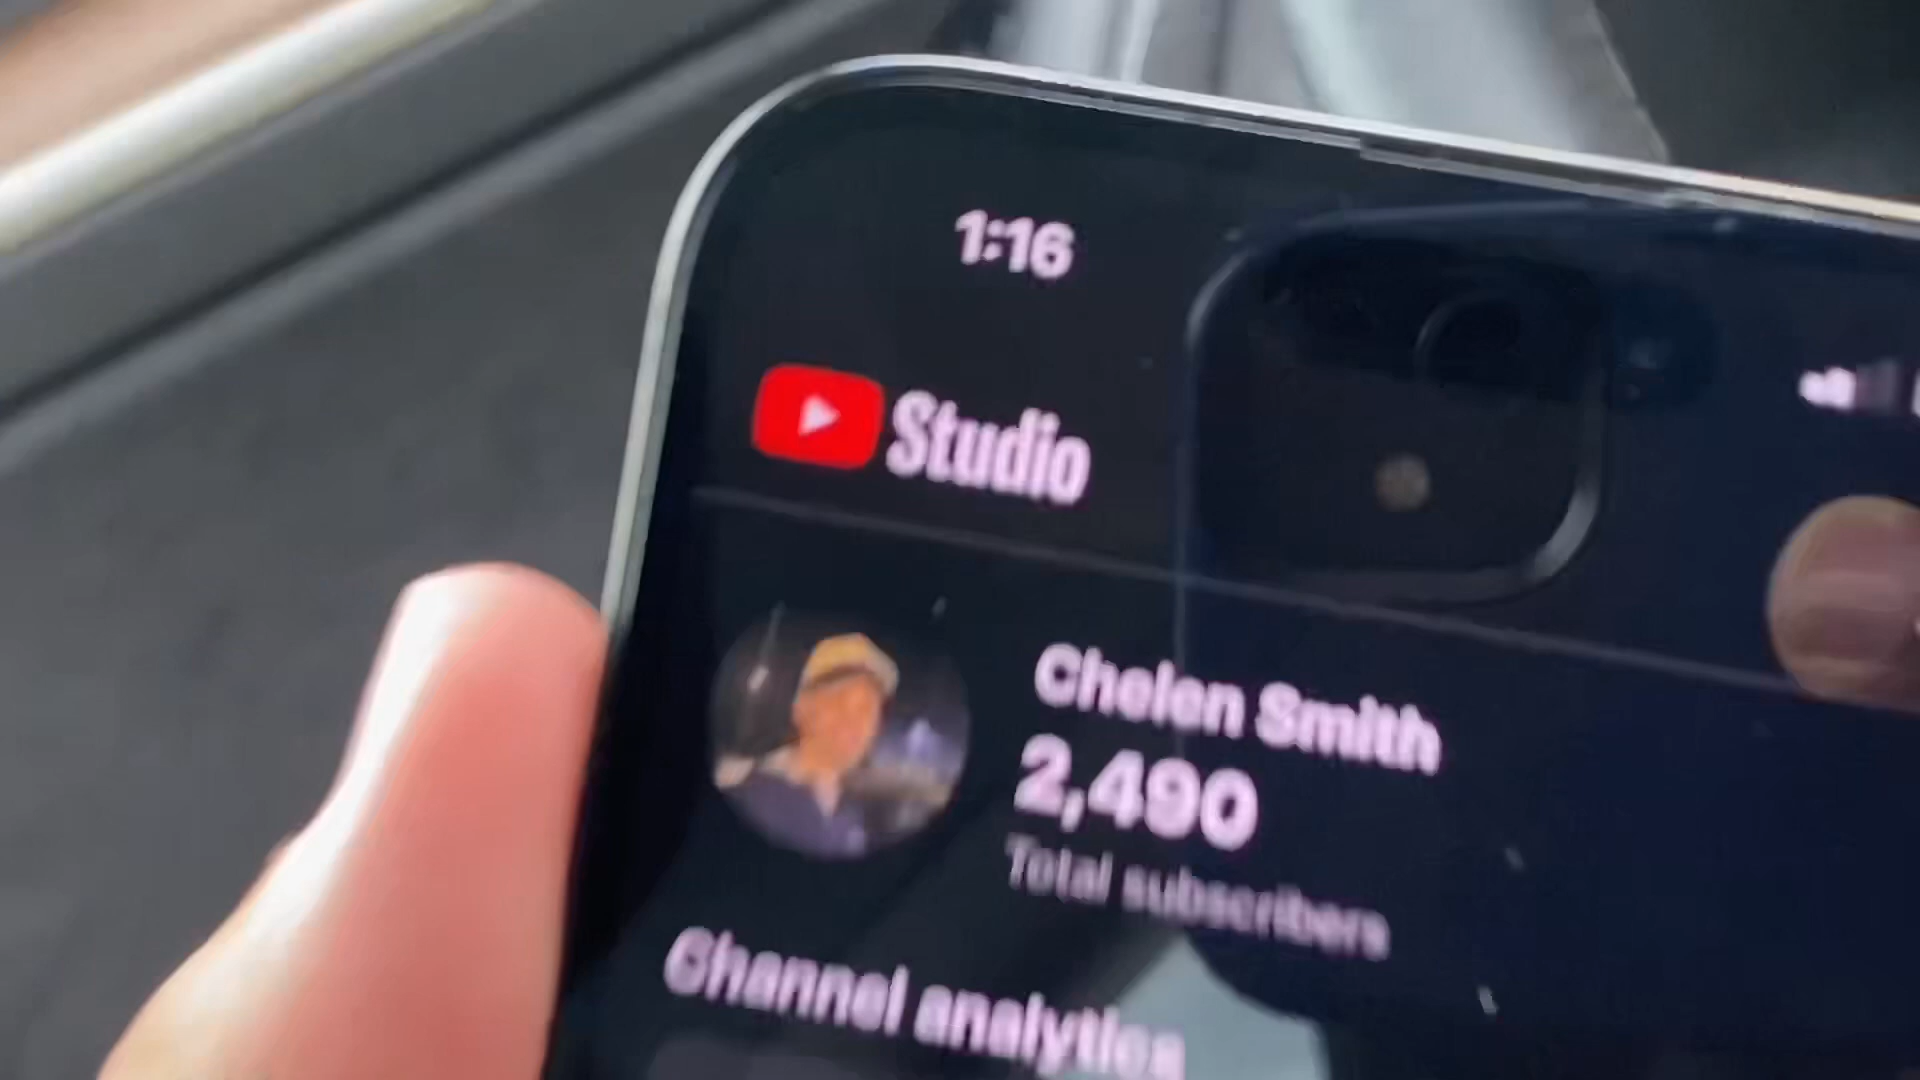 1:16
Studio
Chelen Smith
2,490
Total subscribers
Channel analytics